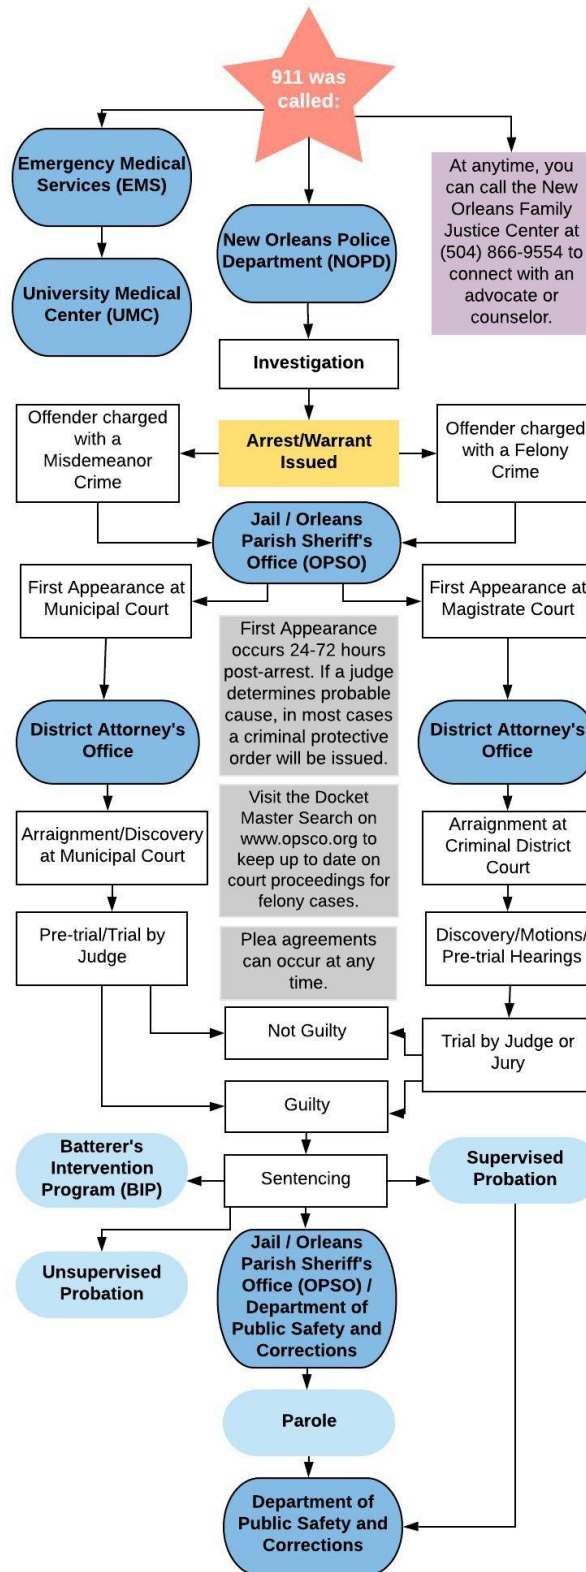 911 was
called:
Emergency Medical
Services (EMS)
At anytime, you
can call the New
Orleans Family
Justice Center at
(504) 866-9554 to
connect with an
advocate or
counselor.
New Orleans Police
Department (NOPD)
University Medical
Center (UMC)
Investigation
Offender charged
with a
Misdemeanor
Crime
Arrest/Warrant
Issued
Offender charged
with a Felony
Crime
Jail / Orleans
Parish Sheriff's
Office (OPSO)
First Appearance at
Municipal Court
First Appearance at
Magistrate Court
First Appearance
occurs 24-72 hours
post-arrest. If a judge
determines probable
cause, in most cases
a criminal protective
order will be issued.
District Attorney's
Office
District Attorney's
Office
Visit the Docket
Master Search on
www.opsco.org to
keep up to date on
court proceedings for
felony cases.
Arraignment/Discovery
at Municipal Court
Arraignment at
Criminal District
Court
Pre-trial/Trial by
Judge
Plea agreements
can occur at any
time.
Discovery/Motions/
Pre-trial Hearings
Not Guilty
Trial by Judge or
Jury
Guilty
Batterer's
Intervention
Program (BIP)
Sentencing
Supervised
Probation
Unsupervised
Probation
Jail / Orleans
Parish Sheriff's
Office (OPSO) /
Department of
Public Safety and
Corrections
Parole
Department of
Public Safety and
Corrections